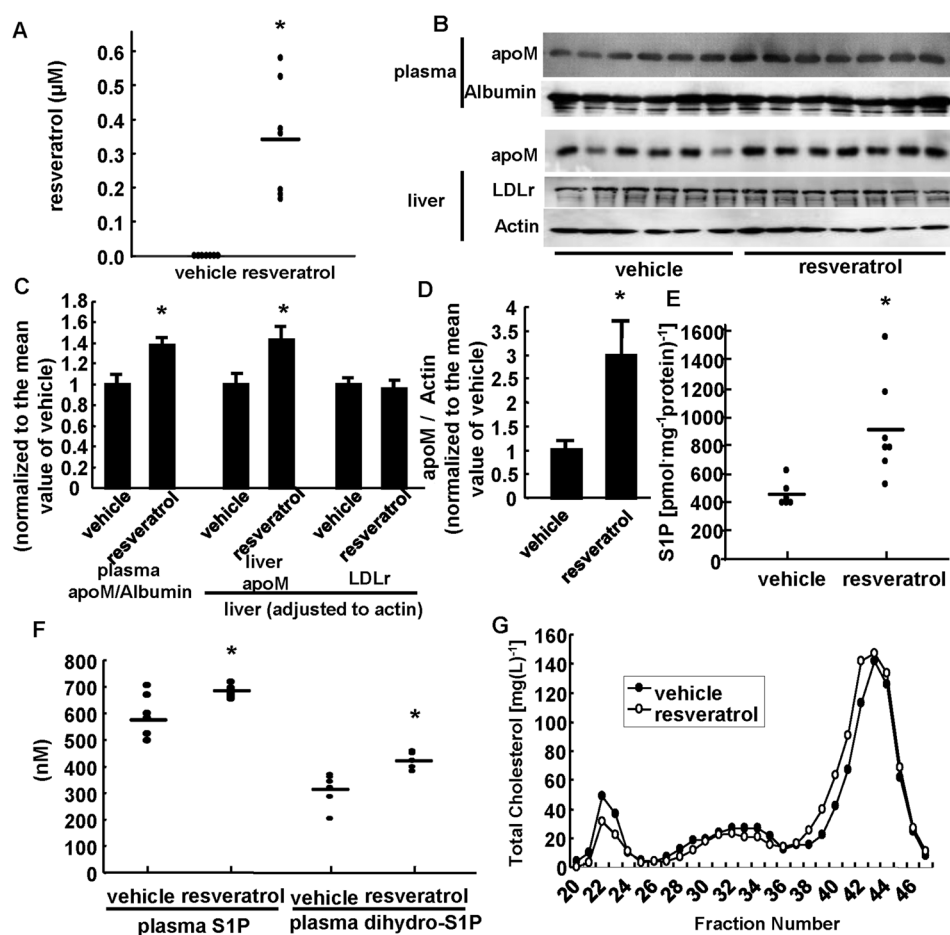 A
resveratrol (µM)
0.6
0.5
0.4
0.3
0.2
0.1
0.0
*
vehicle resveratrol
B
plasma
apoM
Albumin
liver
apoM
LDLr
Actin
vehicle
resveratrol
C
(normalized to the mean
value of vehicle)
1.8
1.6
1.4
1.2
1
0.8
0.6
0.4
0.2
0
*
*
vehicle
resveratrol
vehicle
resveratrol
vehicle
resveratrol
plasma
apoM/Albumin
liver
apoM
LDLr
liver (adjusted to actin)
D
apoM / Actin
(normalized to the mean
value of vehicle)
4
3.5
3
2.5
2
1.5
1
0.5
0
*
vehicle
resveratrol
E
S1P [pmol·mg⁻¹protein)⁻¹]
1600
1400
1200
1000
800
600
400
200
0
*
vehicle
resveratrol
F
(nM)
800
700
600
500
400
300
200
100
0
*
*
vehicle resveratrol
plasma S1P
vehicle resveratrol
plasma dihydro-S1P
G
Total Cholesterol [mg(L)⁻¹]
160
140
120
100
80
60
40
20
0
vehicle
resveratrol
20 22 24 26 28 30 32 34 36 38 40 42 44 46
Fraction Number